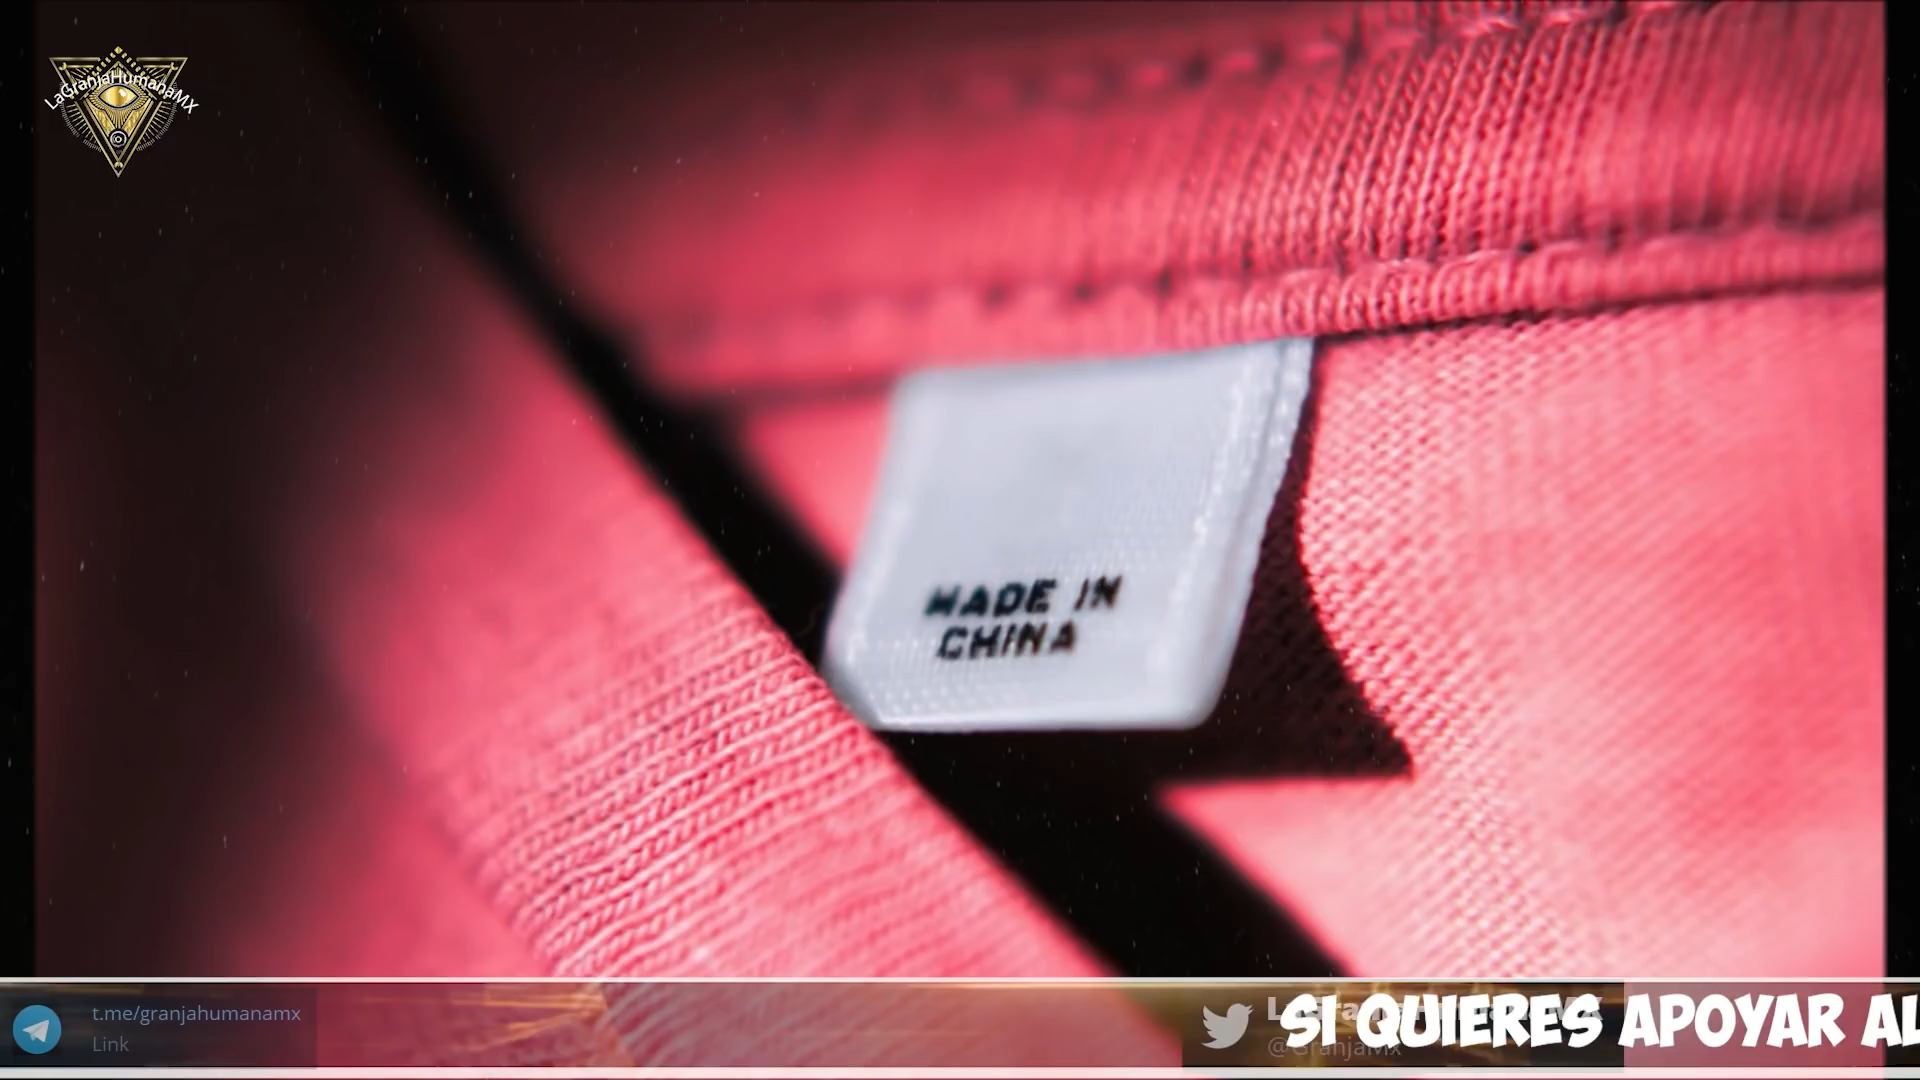 LaGranjaHumanaMX
MADE IN
CHINA
t.me/granjahumanamx
Link
SI QUIERES APOYAR AL
@GranjaMx